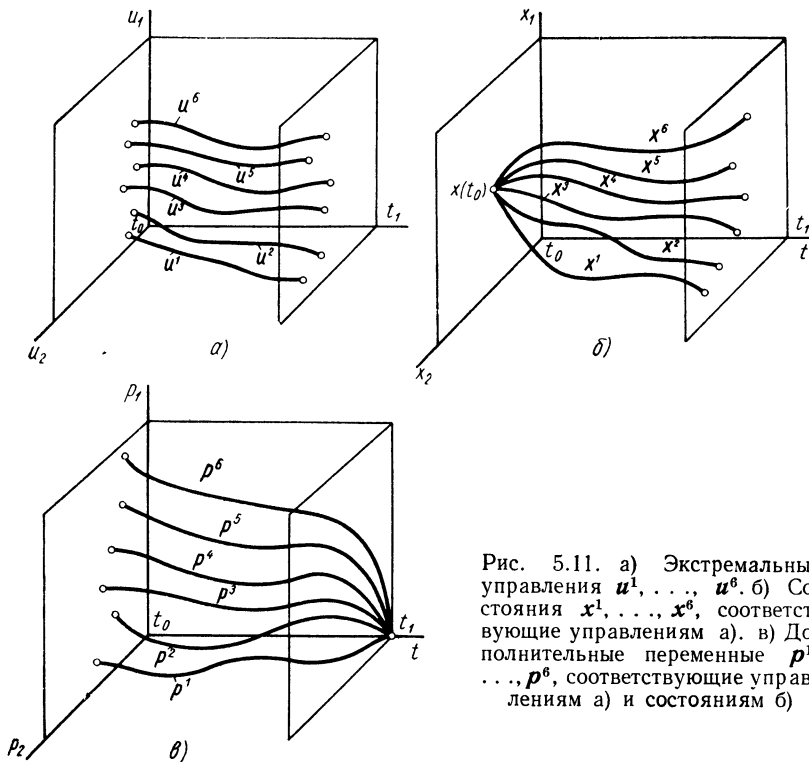 u₁
u⁶
u⁵
u⁴
u³
t₀
t₁
u²
u¹
u₂
а)
x₁
x⁶
x⁵
x(t₀)
x³
x⁴
t₁
t₀
x²
t
x¹
x₂
б)
p₁
p⁶
p⁵
p⁴
p³
t₀
t₁
p²
t
p¹
p₂
в)
Рис. 5.11. а) Экстремальны
управления u¹, . . ., u⁶. б) Со
стояния x¹, . . ., x⁶, соответст
вующие управлениям а). в) До
полнительные переменные p¹
. . ., p⁶, соответствующие управ
лениям а) и состояниям б)